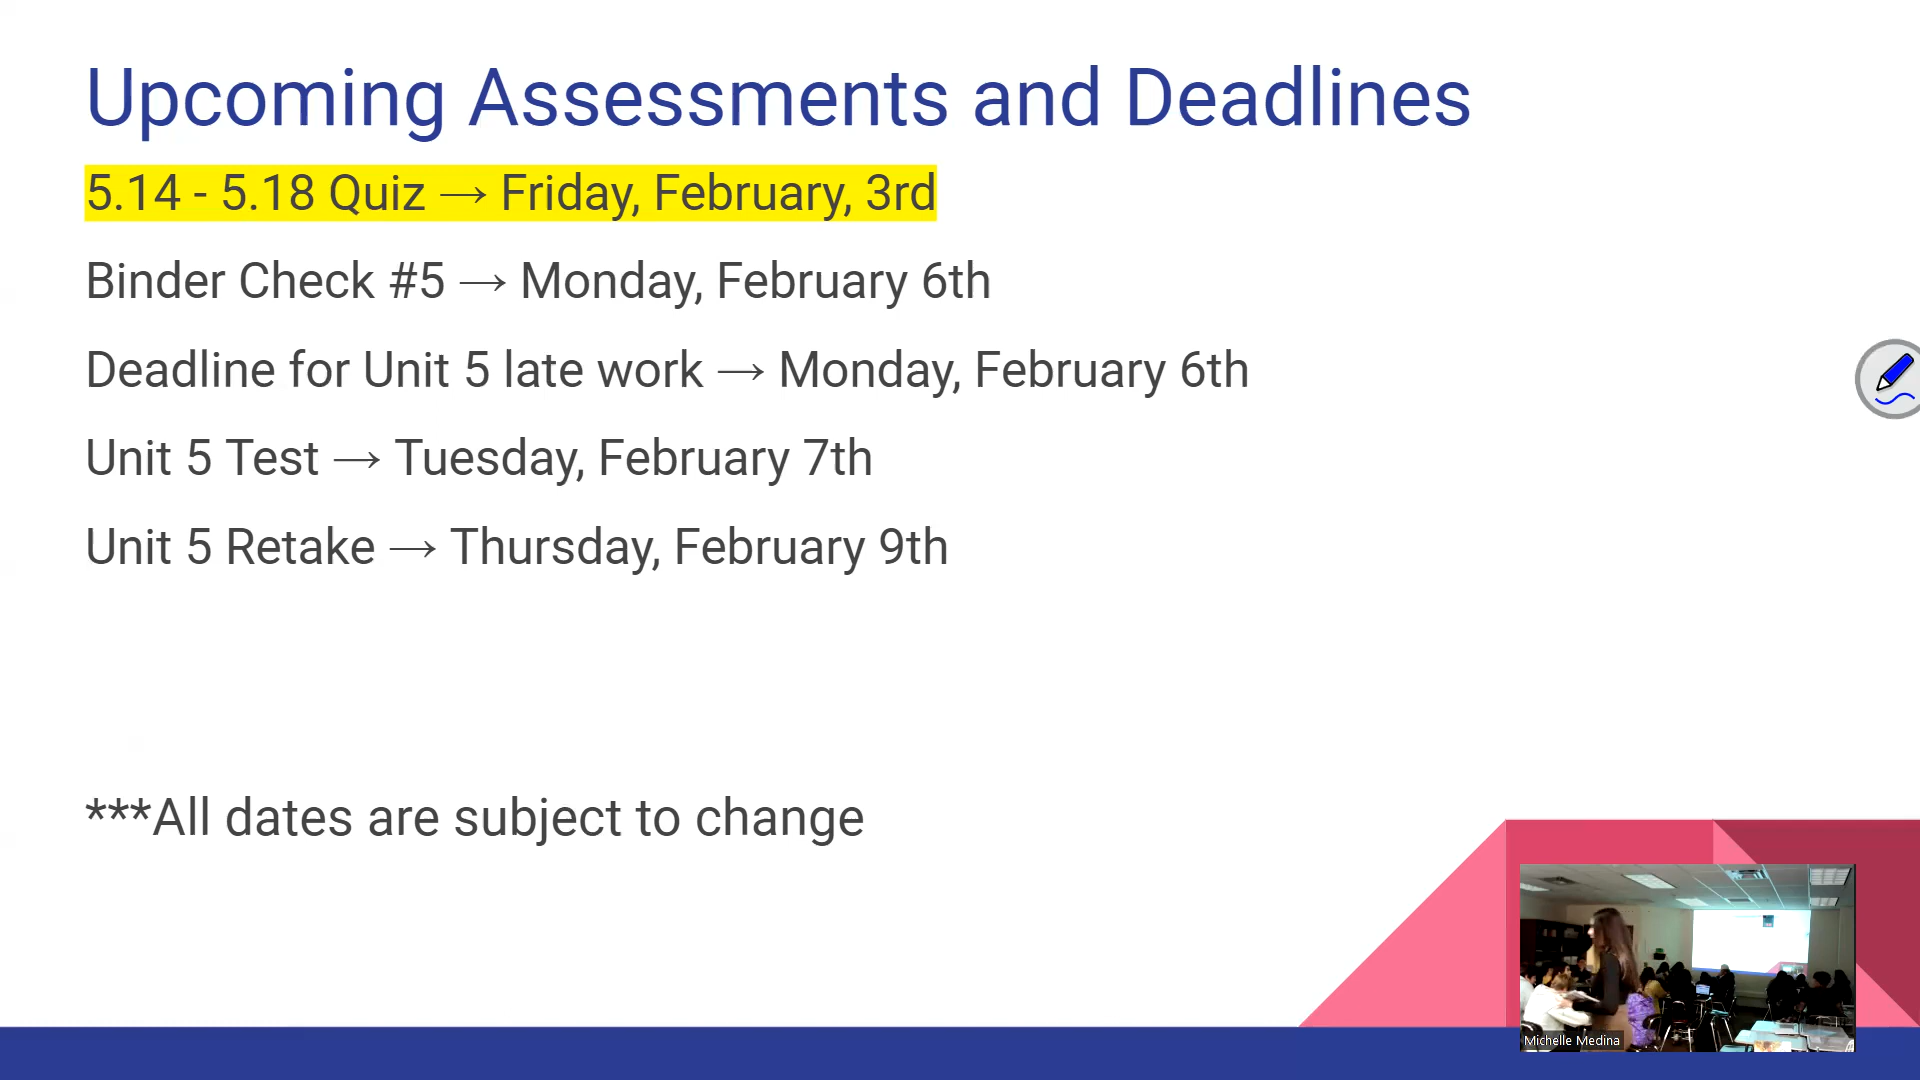 Upcoming Assessments and Deadlines
5.14 - 5.18 Quiz → Friday, February, 3rd
Binder Check #5 → Monday, February 6th
Deadline for Unit 5 late work → Monday, February 6th
Unit 5 Test → Tuesday, February 7th
Unit 5 Retake → Thursday, February 9th
***All dates are subject to change
Michelle Medina